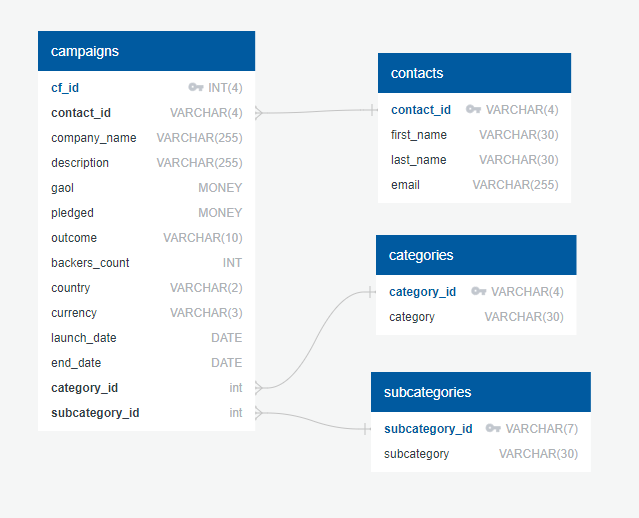 campaigns
cf_id INT(4)
contact_id VARCHAR(4)
company_name VARCHAR(255)
description VARCHAR(255)
gaol MONEY
pledged MONEY
outcome VARCHAR(10)
backers_count INT
country VARCHAR(2)
currency VARCHAR(3)
launch_date DATE
end_date DATE
category_id int
subcategory_id int
contacts
contact_id VARCHAR(4)
first_name VARCHAR(30)
last_name VARCHAR(30)
email VARCHAR(255)
categories
category_id VARCHAR(4)
category VARCHAR(30)
subcategories
subcategory_id VARCHAR(7)
subcategory VARCHAR(30)